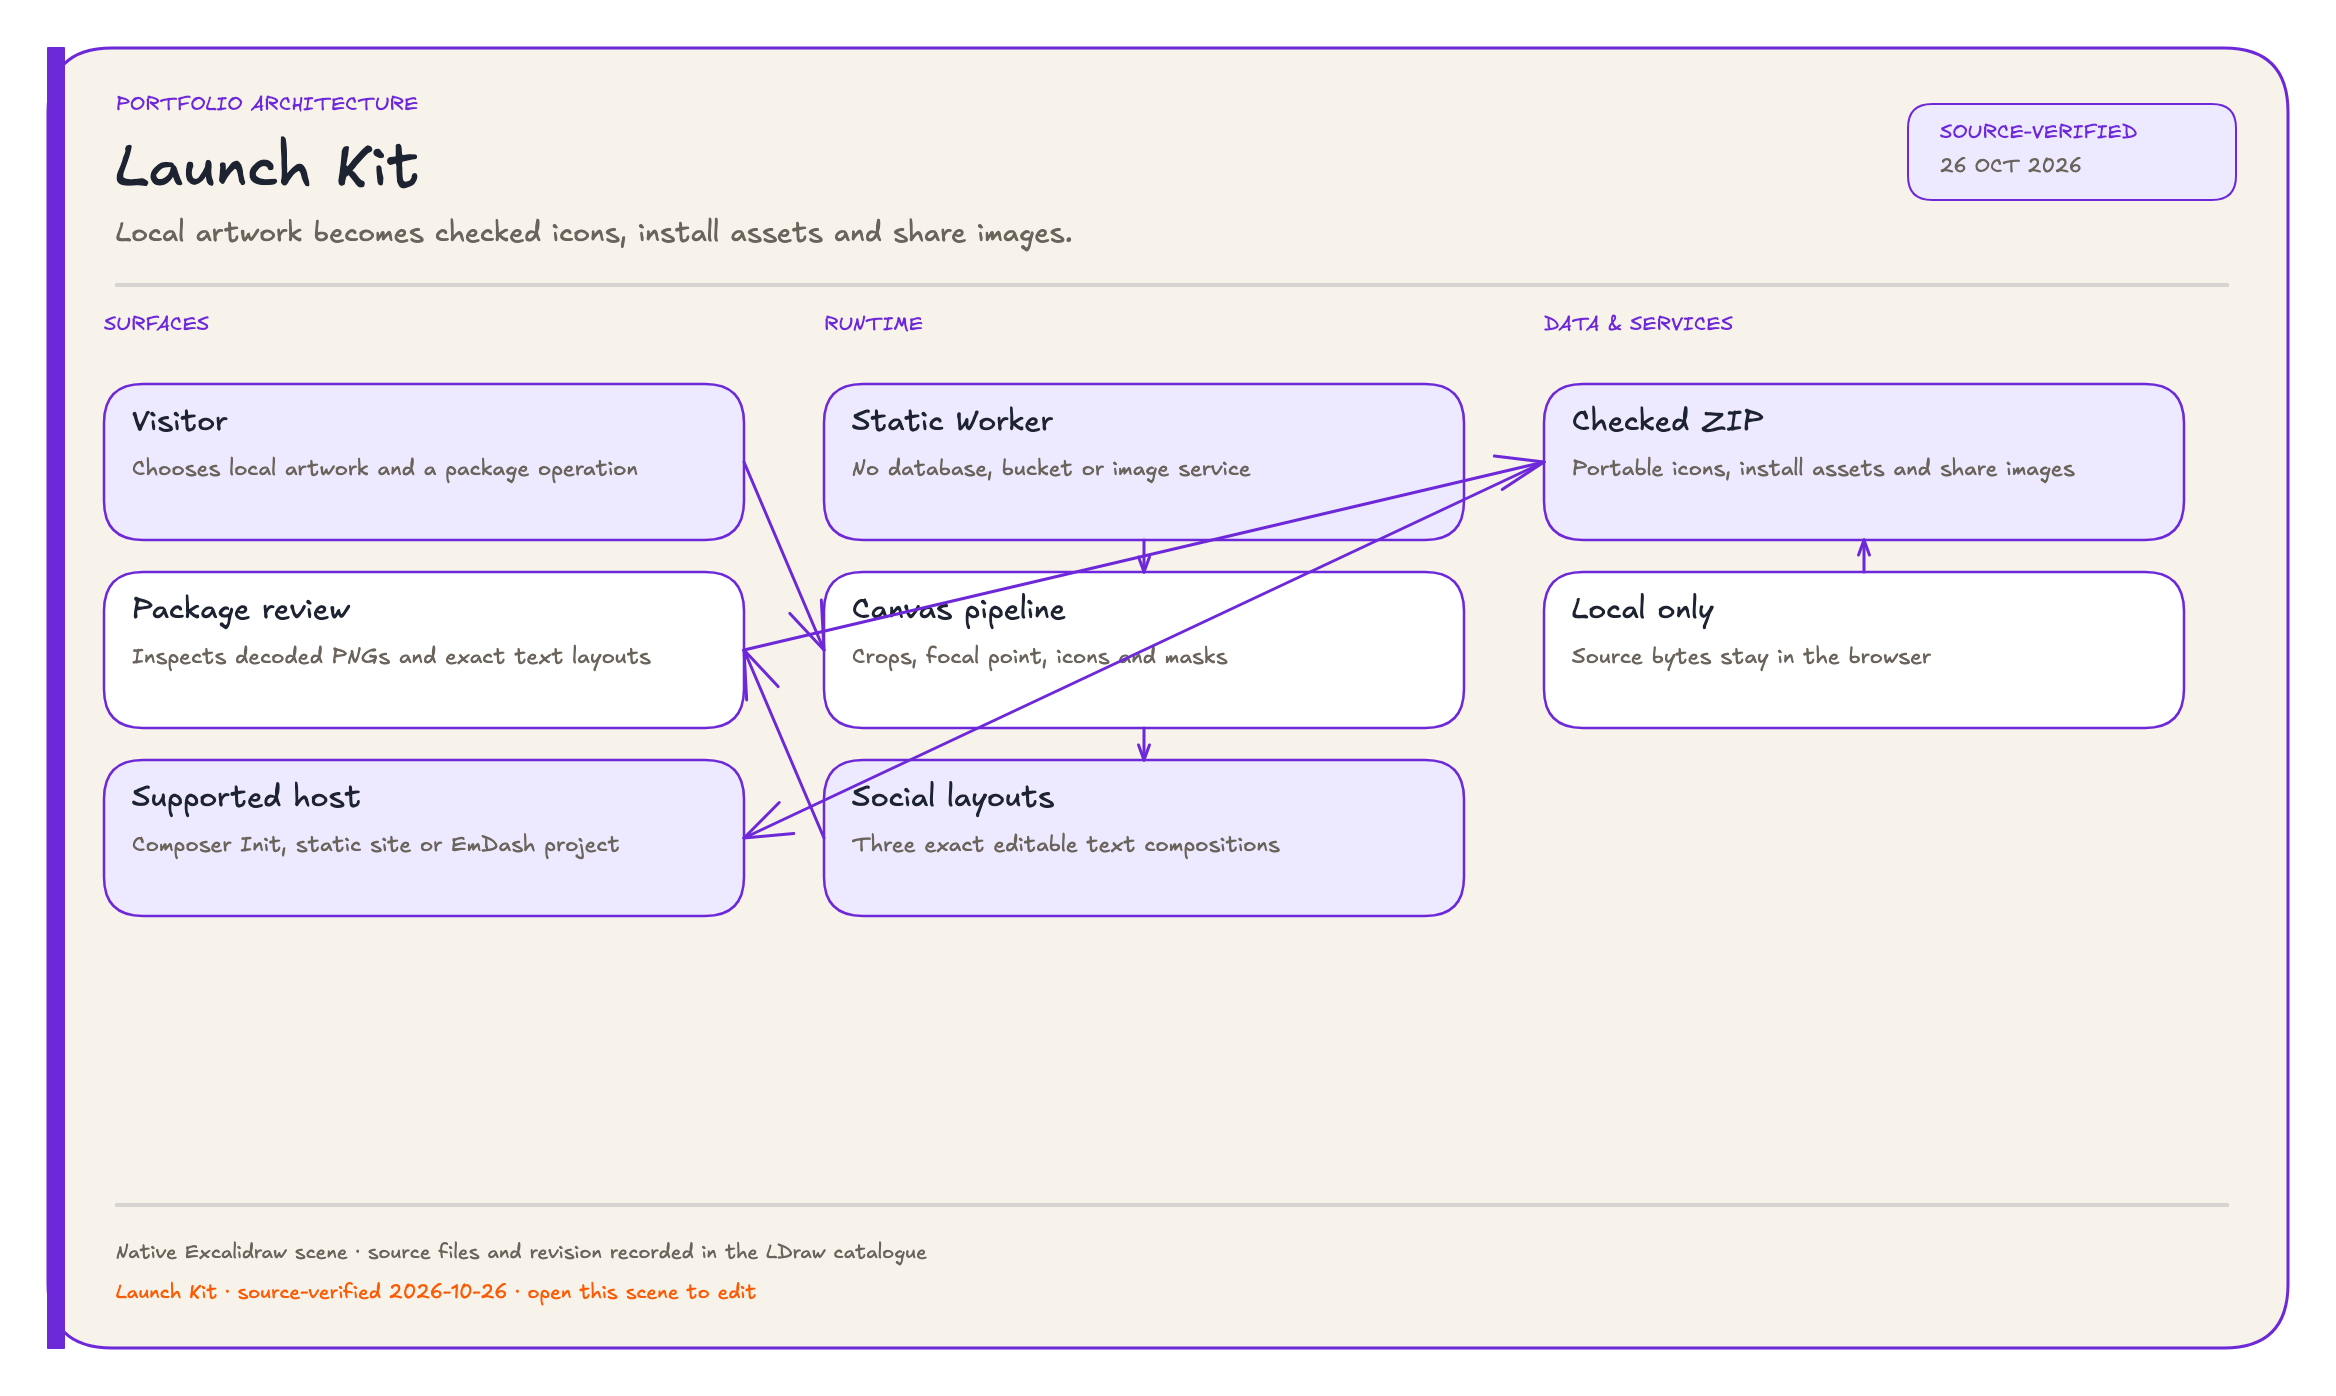 PORTFOLIO ARCHITECTURE
Launch Kit
Local artwork becomes checked icons, install assets and share images.
SOURCE-VERIFIED
26 OCT 2026
SURFACES
Visitor
Chooses local artwork and a package operation
Package review
Inspects decoded PNGs and exact text layouts
Supported host
Composer Init, static site or EmDash project
RUNTIME
Static Worker
No database, bucket or image service
Canvas pipeline
Crops, focal point, icons and masks
Social layouts
Three exact editable text compositions
DATA & SERVICES
Checked ZIP
Portable icons, install assets and share images
Local only
Source bytes stay in the browser
Native Excalidraw scene · source files and revision recorded in the LDraw catalogue
Launch Kit · source-verified 2026-10-26 · open this scene to edit